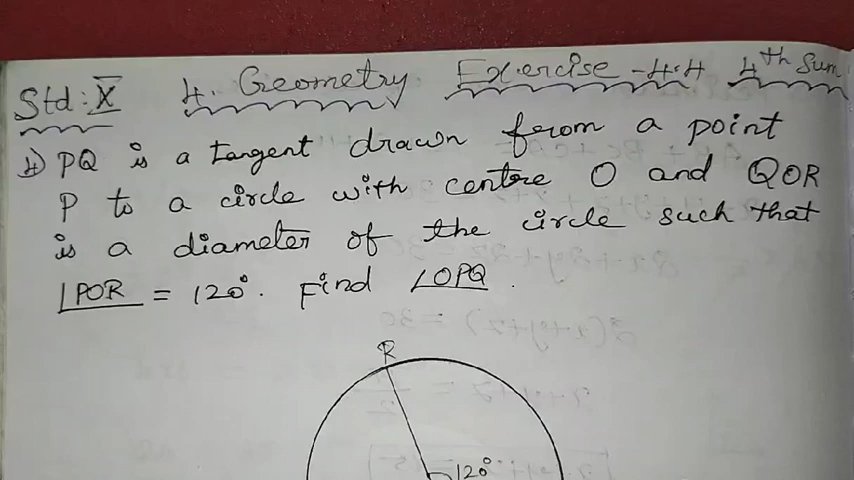 Std: X 4. Geometry Exercise-4.4 4th Sum
4) PQ is a tangent drawn from a point
P to a circle with centre O and QOR
is a diameter of the circle such that
∠POR = 120°. Find ∠OPQ.
R
120°